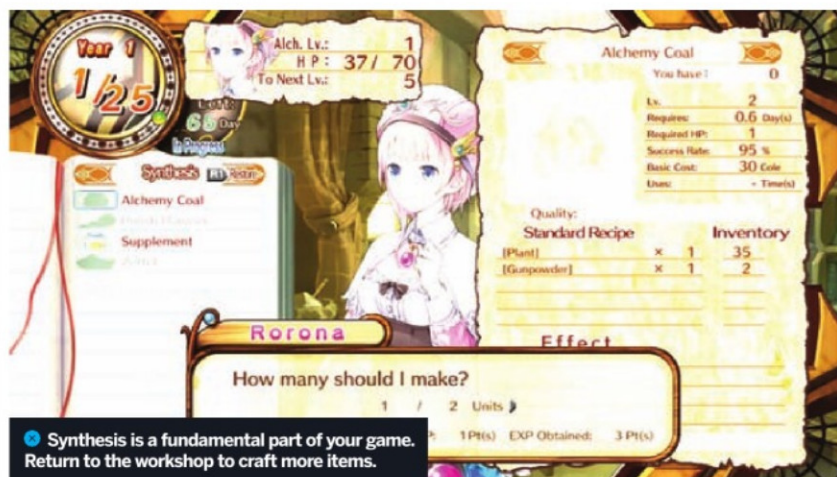 Year 1
1/25
Left:
66 Day
In Progress
Alch. Lv.: 1
HP: 37/ 70
To Next Lv.: 5
Synthesis R3 Restore
Alchemy Coal
Supplement
Alchemy Coal
You have: 0
Lv. 2
Requires: 0.6 Day(s)
Required HP: 1
Success Rate: 95 %
Basic Cost: 30 Cole
Uses: - Time(s)
Quality:
Standard Recipe Inventory
[Plant] × 1 35
[Gunpowder] × 1 2
Effect
Rorona
How many should I make?
1 / 2 Units
1Pt(s) EXP Obtained: 3 Pt(s)
Synthesis is a fundamental part of your game.
Return to the workshop to craft more items.